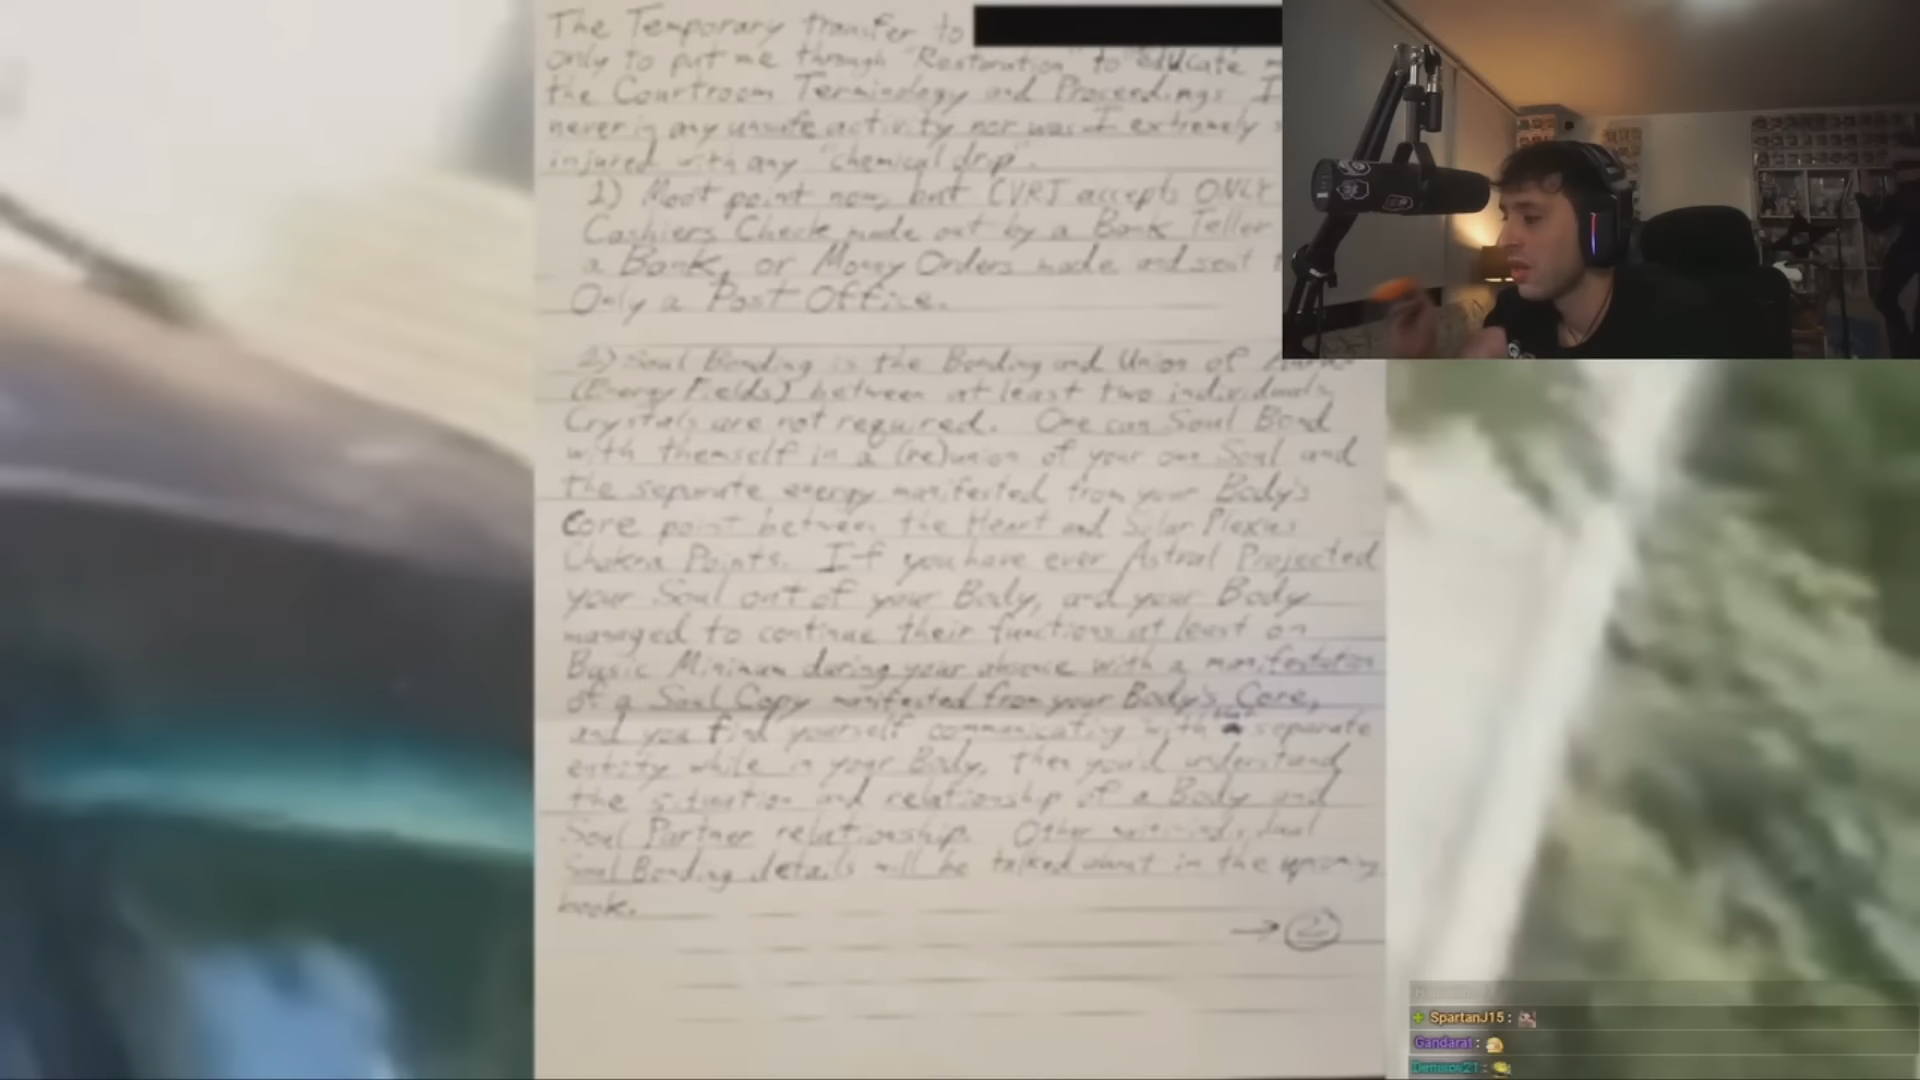 The Temporary transfer to
only to put me through "Restoration" to "educate
the Courtroom Terminology and Proceedings. I
never in any unsafe activity nor was I extremely
injured with any "chemical drip".
1) Moot point now, but CVRJ accepts ONLY
Cashiers Check made out by a Bank Teller
a Bank, or Money Orders made and sent
Only a Post Office.
2) Soul Bonding is the Bonding and Union of
(Energy Fields) between at least two individuals.
Crystals are not required. One can Soul Bond
with themself in a (re)union of your own Soul and
the separate energy manifested from your Body's
Core point between the Heart and Solar Plexus
Chakra Points. If you have ever Astral Projected
your Soul out of your Body, and your Body
managed to continue their functions at least on
Basic Minimum during your absence with a manifestation
of a Soul Copy manifested from your Body's Core,
and you find yourself communicating with separate
entity while in your Body, then you'd understand
the situation and relationship of a Body and
Soul Partner relationship. Other
Soul Bonding details will be talked about in the upcoming
book.
→ 2
SpartanJ15:
Gandarat:
Demixov21: